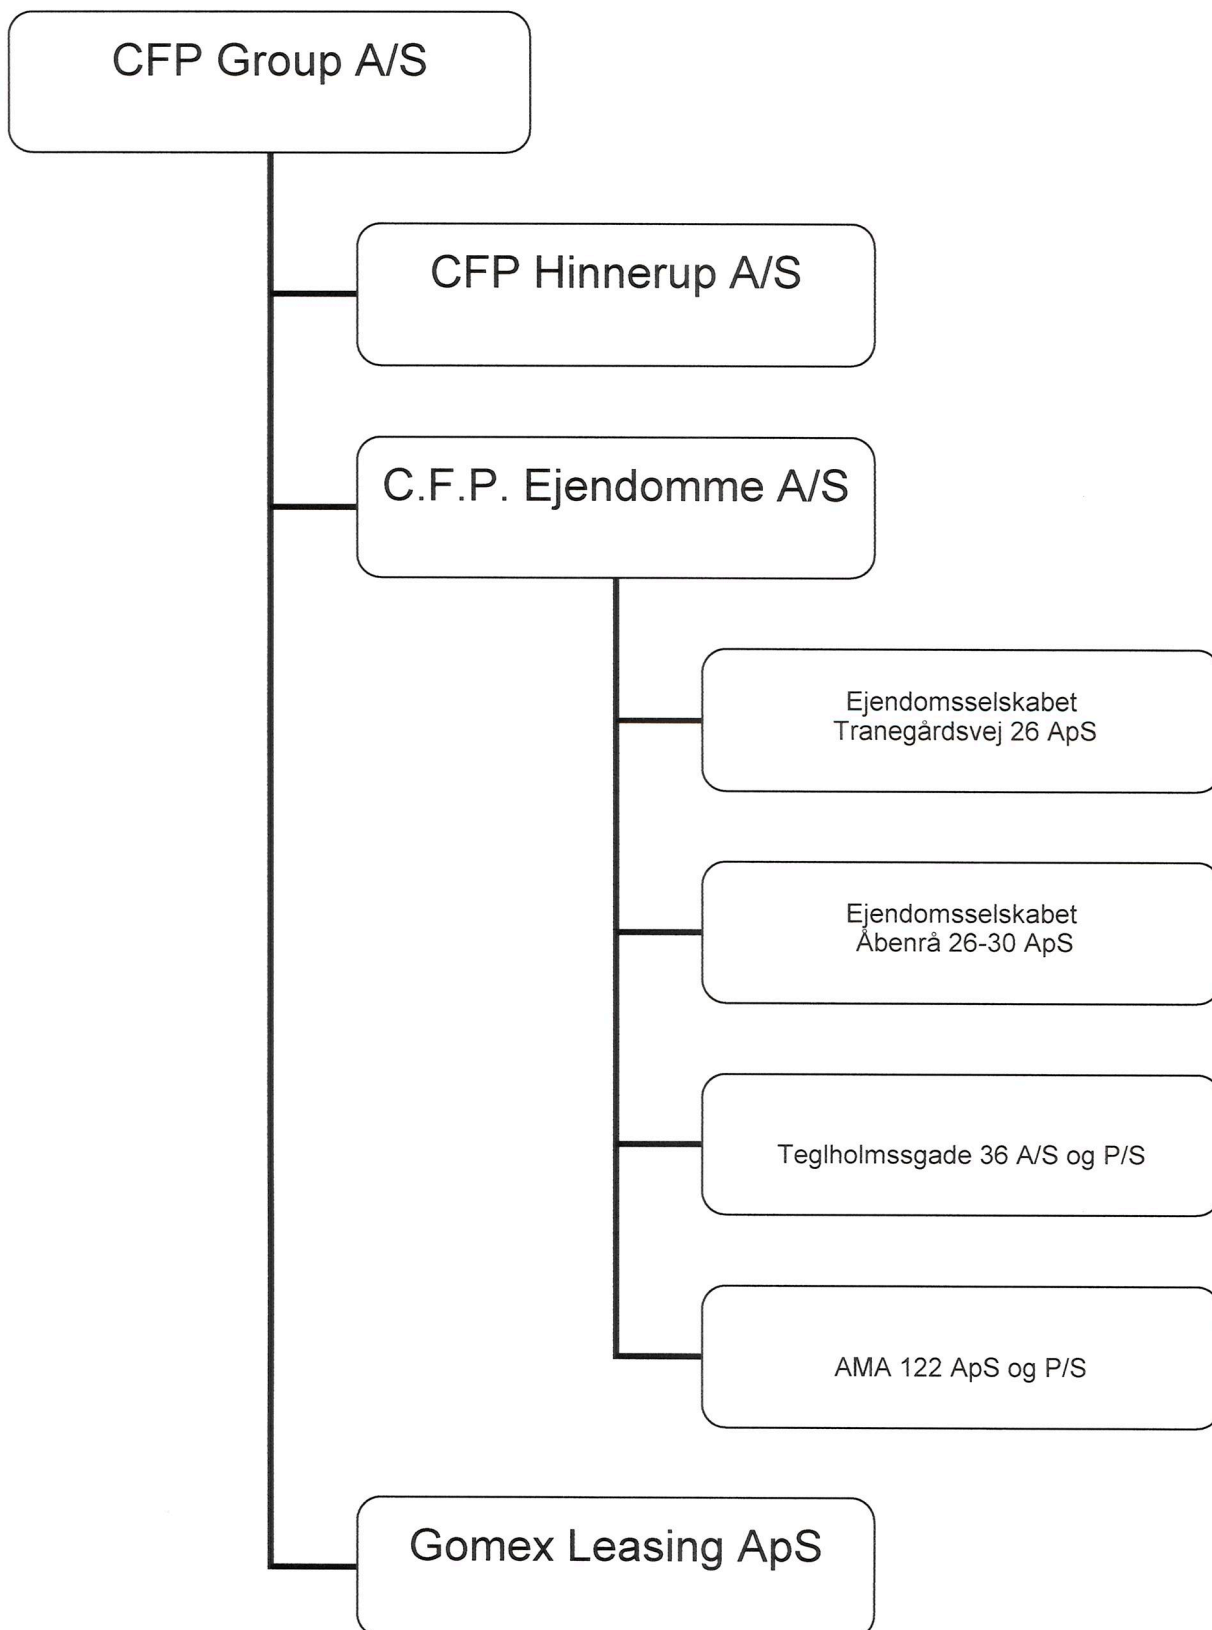 CFP Group A/S
CFP Hinnerup A/S
C.F.P. Ejendomme A/S
Ejendomsselskabet
Tranegårdsvej 26 ApS
Ejendomsselskabet
Åbenrå 26-30 ApS
Teglholmssgade 36 A/S og P/S
AMA 122 ApS og P/S
Gomex Leasing ApS